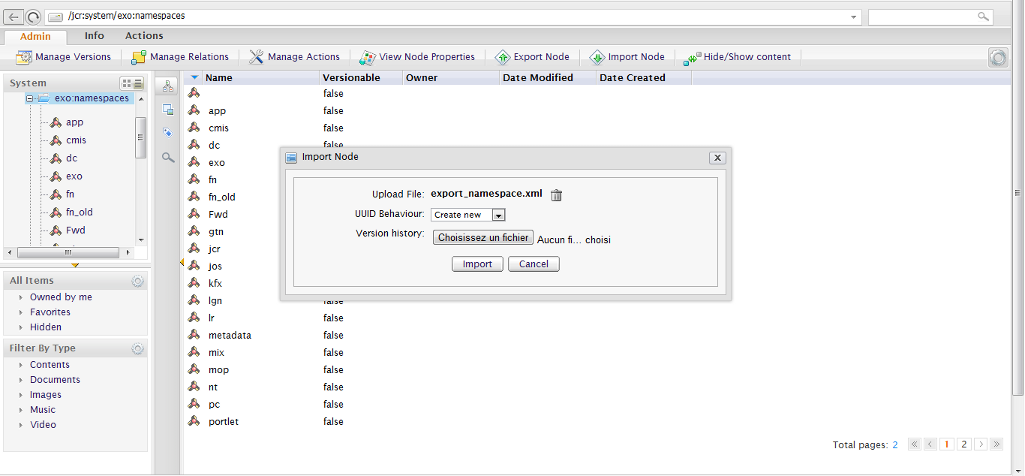 /jcr:system/exo:namespaces
Admin Info Actions
Manage Versions Manage Relations Manage Actions View Node Properties Export Node Import Node Hide/Show content
System
exo:namespaces
app
cmis
dc
exo
fn
fn_old
Fwd
All Items
Owned by me
Favorites
Hidden
Filter By Type
Contents
Documents
Images
Music
Video
Name Versionable Owner Date Modified Date Created
false
app false
cmis false
dc false
exo
fn
fn_old
Fwd
gtn
jcr
jos
kfx
lgn false
lr false
metadata false
mix false
mop false
nt false
pc false
portlet false
Import Node X
Upload File: export_namespace.xml
UUID Behaviour: Create new
Version history: Choisissez un fichier Aucun fi... choisi
Import Cancel
Total pages: 2 « < 1 2 > »